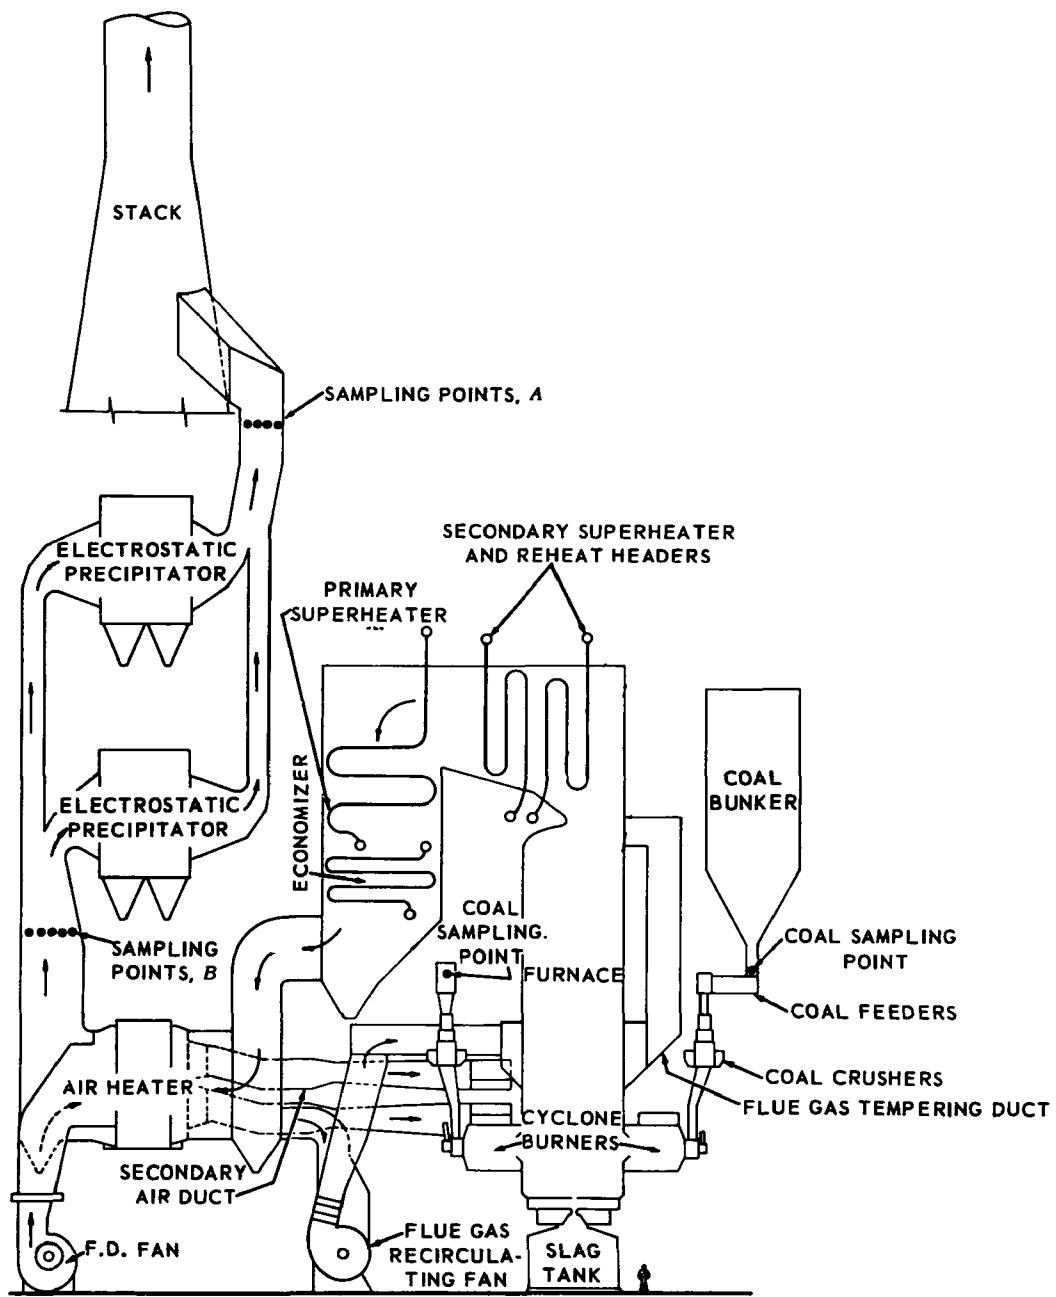 STACK
SAMPLING POINTS, A
ELECTROSTATIC
PRECIPITATOR
SECONDARY SUPERHEATER
AND REHEAT HEADERS
PRIMARY
SUPERHEATER
ELECTROSTATIC
PRECIPITATOR
ECONOMIZER
COAL
BUNKER
SAMPLING
POINTS, B
COAL
SAMPLING.
POINT
FURNACE
COAL SAMPLING
POINT
COAL FEEDERS
AIR HEATER
COAL CRUSHERS
FLUE GAS TEMPERING DUCT
CYCLONE
BURNERS
SECONDARY
AIR DUCT
F.D. FAN
FLUE GAS
RECIRCULA-
TING FAN
SLAG
TANK